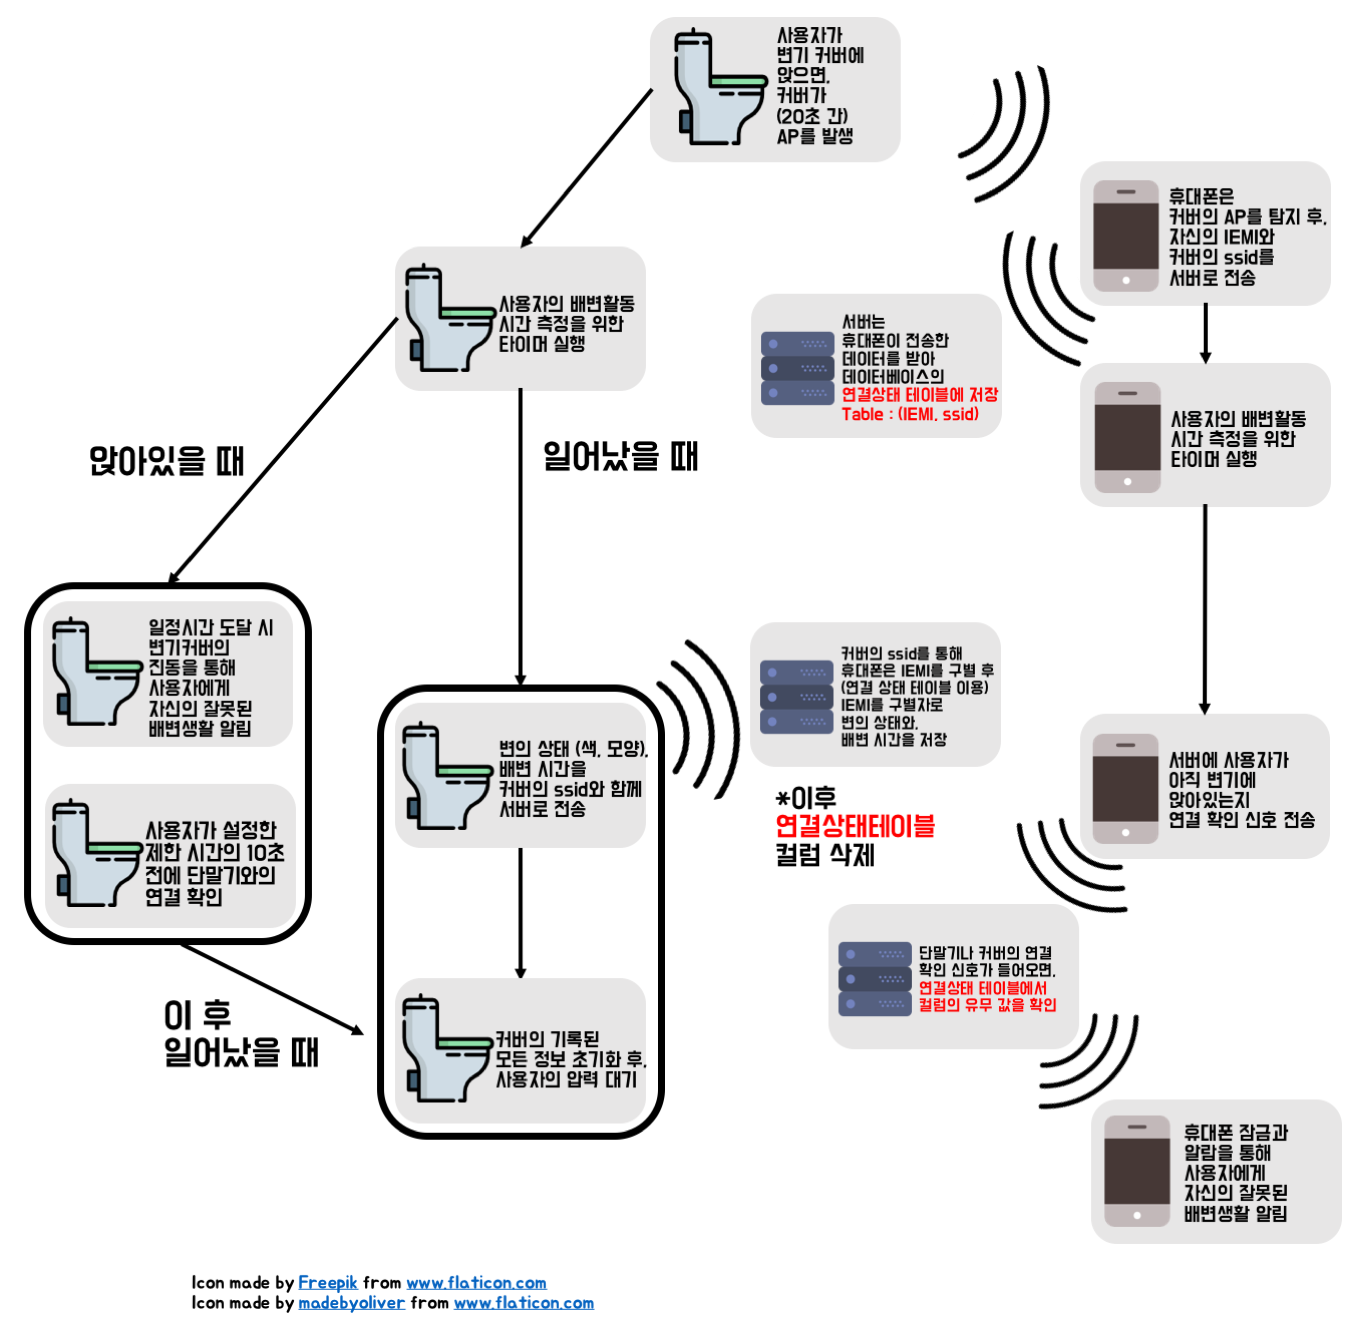 사용자가
변기 커버에
앉으면,
커버가
(20초 간)
AP를 발생
휴대폰은
커버의 AP를 탐지 후,
자신의 IEMI와
커버의 ssid를
서버로 전송
사용자의 배변활동
시간 측정을 위한
타이머 실행
서버는
휴대폰이 전송한
데이터를 받아
데이터베이스의
연결상태 테이블에 저장
Table : (IEMI, ssid)
사용자의 배변활동
시간 측정을 위한
타이머 실행
앉아있을 때
일어났을 때
일정시간 도달 시
변기커버의
진동을 통해
사용자에게
자신의 잘못된
배변생활 알림
사용자가 설정한
제한 시간의 10초
전에 단말기와의
연결 확인
변의 상태 (색, 모양),
배변 시간을
커버의 ssid와 함께
서버로 전송
커버의 ssid를 통해
휴대폰은 IEMI를 구별 후
(연결 상태 테이블 이용)
IEMI를 구별자로
변의 상태와,
배변 시간을 저장
*이후
연결상태테이블
컬럼 삭제
서버에 사용자가
아직 변기에
앉아있는지
연결 확인 신호 전송
단말기나 커버의 연결
확인 신호가 들어오면,
연결상태 테이블에서
컬럼의 유무 값을 확인
이 후
일어났을 때
커버의 기록된
모든 정보 초기화 후,
사용자의 압력 대기
휴대폰 잠금과
알람을 통해
사용자에게
자신의 잘못된
배변생활 알림
Icon made by Freepik from www.flaticon.com
Icon made by madebyoliver from www.flaticon.com